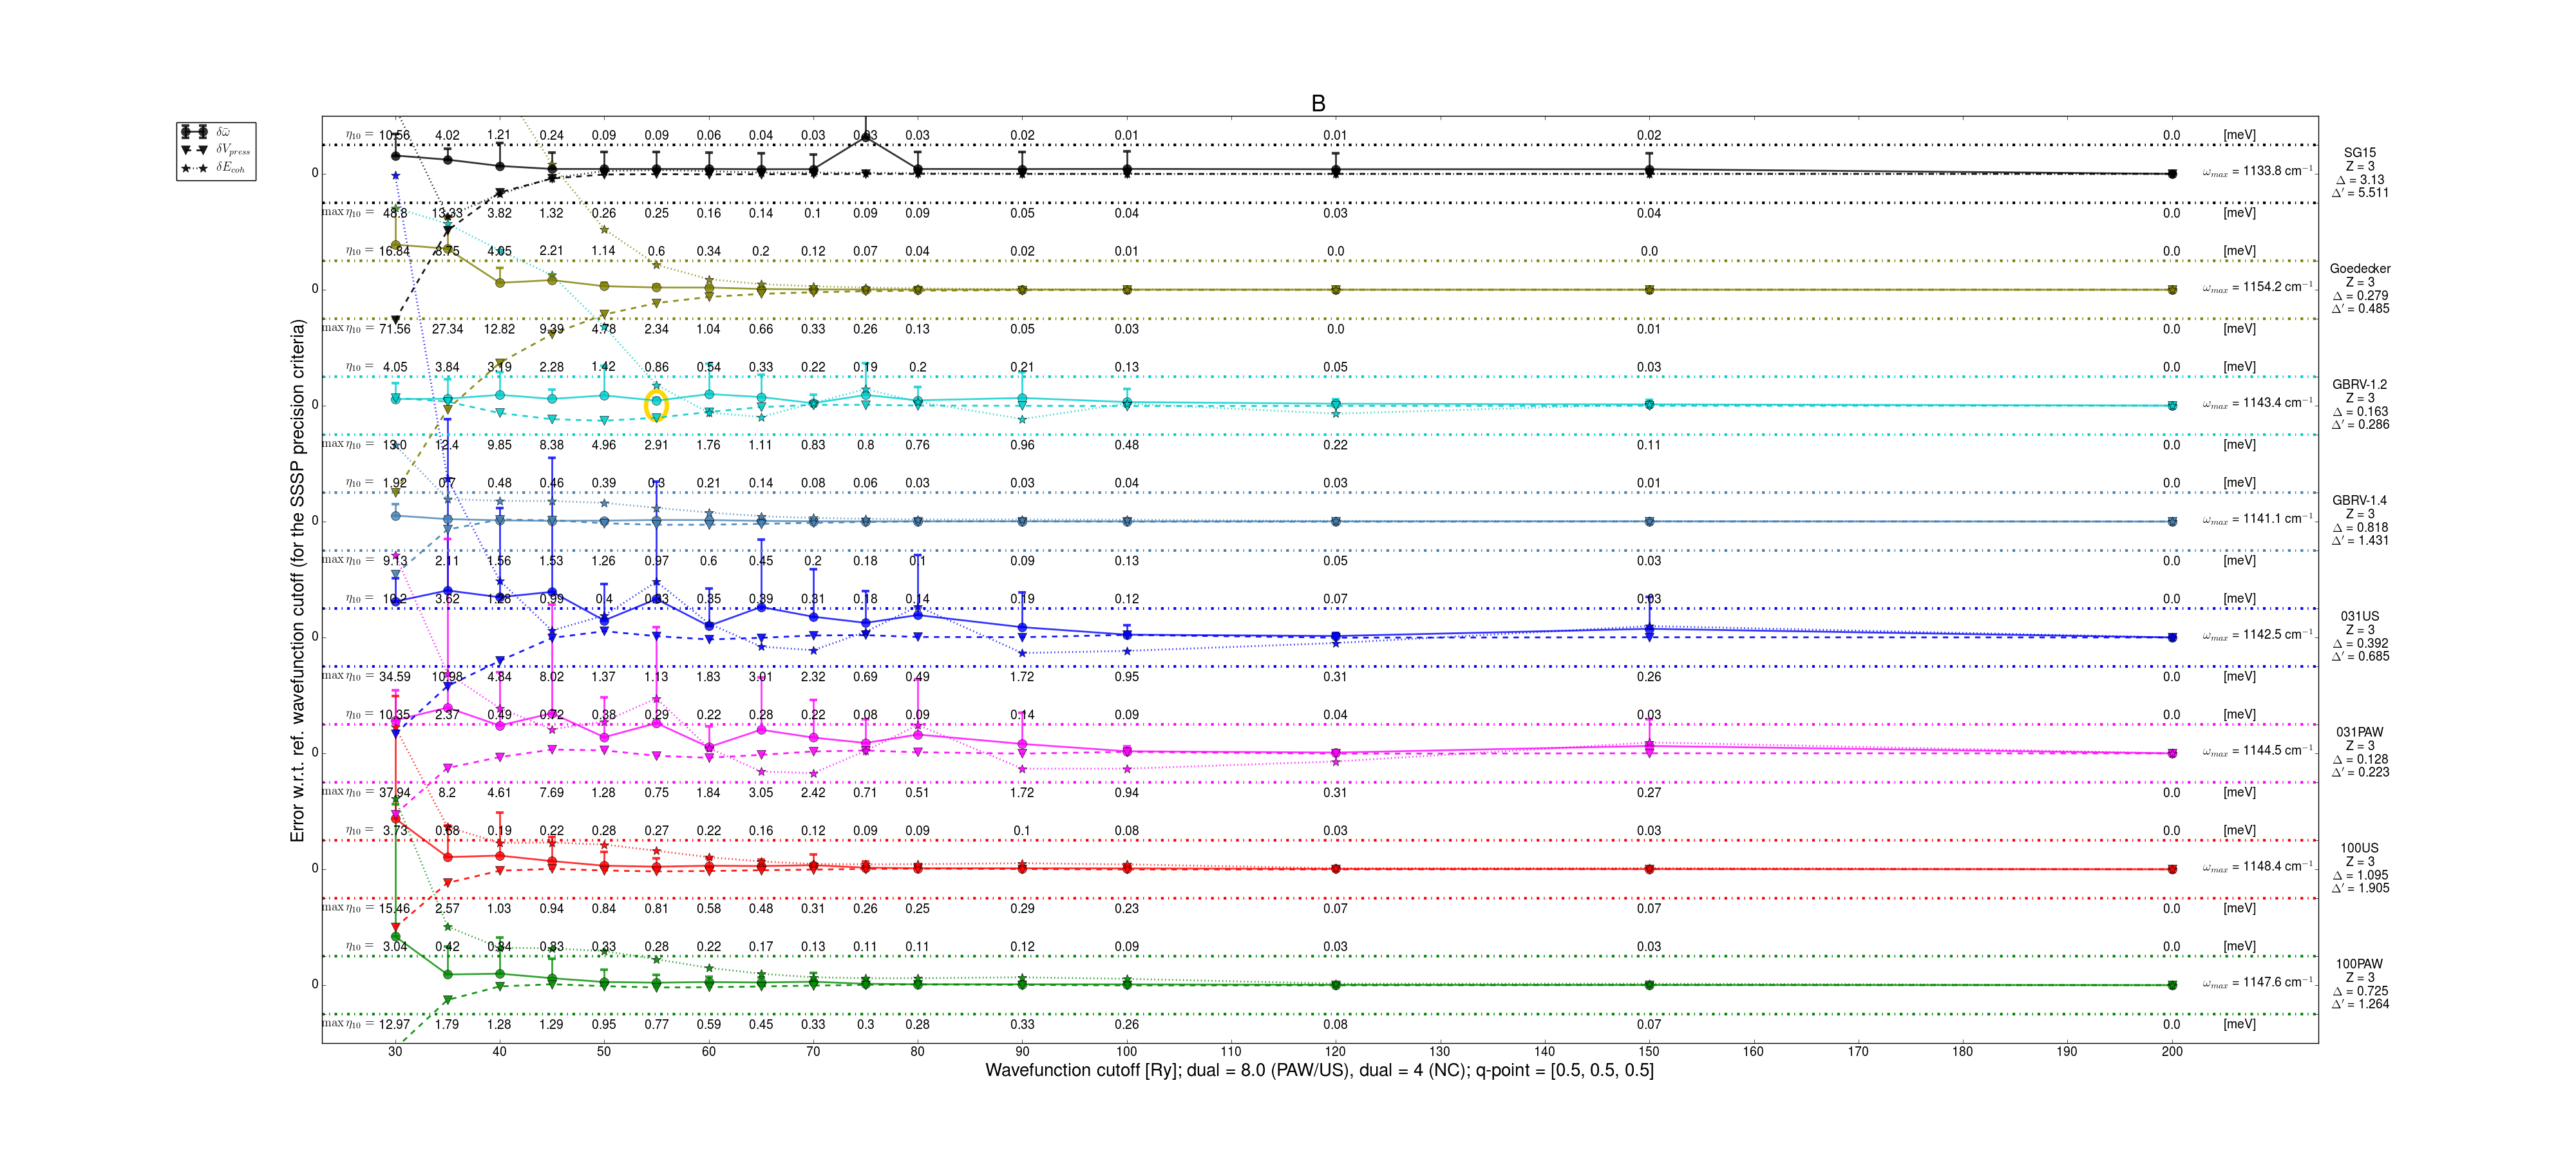 B
δω̄
δV_press
δE_coh
Error w.r.t. ref. wavefunction cutoff (for the SSSP precision criteria)
η10 = 10.56 4.02 1.21 0.24 0.09 0.09 0.06 0.04 0.03 0.03 0.03 0.02 0.01 0.01 0.02 0.0 [meV]
0 ω_max = 1133.8 cm⁻¹
max η10 = 48.8 13.33 3.82 1.32 0.26 0.25 0.16 0.14 0.1 0.09 0.09 0.05 0.04 0.03 0.04 0.0 [meV]
SG15
Z = 3
Δ = 3.13
Δ' = 5.511
η10 = 16.84 8.75 4.05 2.21 1.14 0.6 0.34 0.2 0.12 0.07 0.04 0.02 0.01 0.0 0.0 0.0 [meV]
0 ω_max = 1154.2 cm⁻¹
max η10 = 71.56 27.34 12.82 9.39 4.78 2.34 1.04 0.66 0.33 0.26 0.13 0.05 0.03 0.0 0.01 0.0 [meV]
Goedecker
Z = 3
Δ = 0.279
Δ' = 0.485
η10 = 4.05 3.84 3.19 2.28 1.42 0.86 0.54 0.33 0.22 0.19 0.2 0.21 0.13 0.05 0.03 0.0 [meV]
0 ω_max = 1143.4 cm⁻¹
max η10 = 13.0 12.4 9.85 8.38 4.96 2.91 1.76 1.11 0.83 0.8 0.76 0.96 0.48 0.22 0.11 0.0 [meV]
GBRV-1.2
Z = 3
Δ = 0.163
Δ' = 0.286
η10 = 1.92 0.7 0.48 0.46 0.39 0.3 0.21 0.14 0.08 0.06 0.03 0.03 0.04 0.03 0.01 0.0 [meV]
0 ω_max = 1141.1 cm⁻¹
max η10 = 9.13 2.11 1.56 1.53 1.26 0.97 0.6 0.45 0.2 0.18 0.1 0.09 0.13 0.05 0.03 0.0 [meV]
GBRV-1.4
Z = 3
Δ = 0.818
Δ' = 1.431
η10 = 10.2 3.62 1.28 0.99 0.4 0.35 0.39 0.31 0.18 0.14 0.19 0.12 0.07 0.03 0.0 [meV]
0 ω_max = 1142.5 cm⁻¹
max η10 = 34.59 10.98 4.84 8.02 1.37 1.13 1.83 3.01 2.32 0.69 0.49 1.72 0.95 0.31 0.26 0.0 [meV]
031US
Z = 3
Δ = 0.392
Δ' = 0.685
η10 = 10.35 2.37 0.49 0.72 0.38 0.29 0.22 0.28 0.22 0.08 0.09 0.14 0.09 0.04 0.03 0.0 [meV]
0 ω_max = 1144.5 cm⁻¹
max η10 = 37.94 8.2 4.61 7.69 1.28 0.75 1.84 3.05 2.42 0.71 0.51 1.72 0.94 0.31 0.27 0.0 [meV]
031PAW
Z = 3
Δ = 0.128
Δ' = 0.223
η10 = 3.73 0.68 0.19 0.22 0.28 0.27 0.22 0.16 0.12 0.09 0.09 0.1 0.08 0.03 0.03 0.0 [meV]
0 ω_max = 1148.4 cm⁻¹
max η10 = 15.46 2.57 1.03 0.94 0.84 0.81 0.58 0.48 0.31 0.26 0.25 0.29 0.23 0.07 0.07 0.0 [meV]
100US
Z = 3
Δ = 1.095
Δ' = 1.905
η10 = 3.04 0.42 0.34 0.33 0.33 0.28 0.22 0.17 0.13 0.11 0.11 0.12 0.09 0.03 0.03 0.0 [meV]
0 ω_max = 1147.6 cm⁻¹
max η10 = 12.97 1.79 1.28 1.29 0.95 0.77 0.59 0.45 0.33 0.3 0.28 0.33 0.26 0.08 0.07 0.0 [meV]
100PAW
Z = 3
Δ = 0.725
Δ' = 1.264
30 40 50 60 70 80 90 100 110 120 130 140 150 160 170 180 190 200
Wavefunction cutoff [Ry]; dual = 8.0 (PAW/US), dual = 4 (NC); q-point = [0.5, 0.5, 0.5]